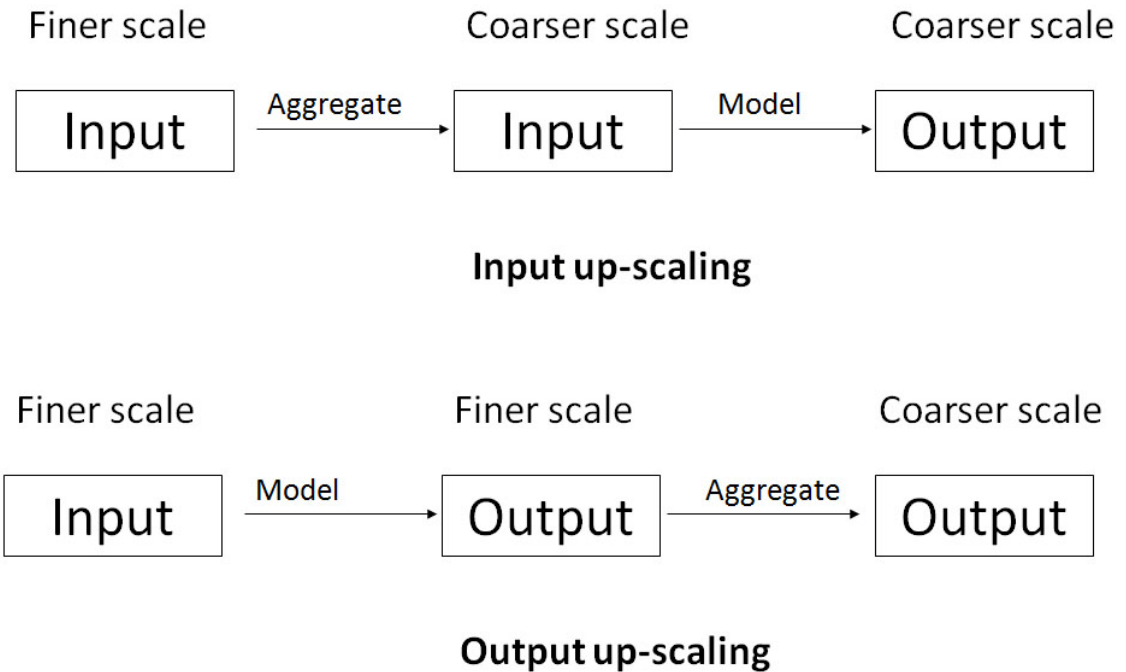 Finer scale Coarser scale Coarser scale
Input Aggregate Input Model Output
Input up-scaling
Finer scale Finer scale Coarser scale
Input Model Output Aggregate Output
Output up-scaling